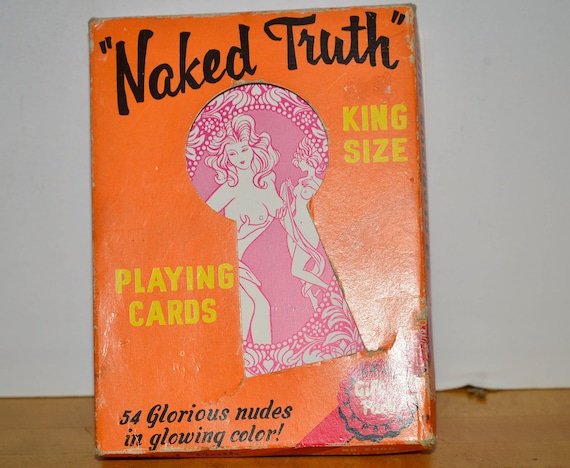 "Naked Truth"
KING
SIZE
PLAYING
CARDS
54 Glorious nudes
in glowing color!